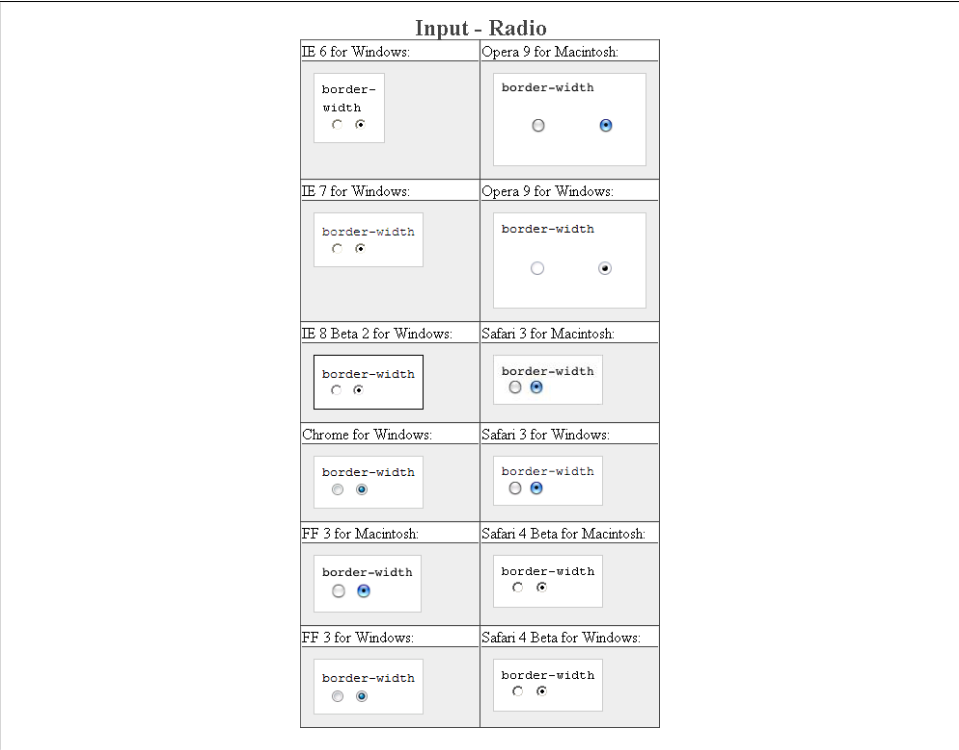 Input - Radio
IE 6 for Windows:
Opera 9 for Macintosh:
border-
width
border-width
IE 7 for Windows:
Opera 9 for Windows:
border-width
border-width
IE 8 Beta 2 for Windows:
Safari 3 for Macintosh:
border-width
border-width
Chrome for Windows:
Safari 3 for Windows:
border-width
border-width
FF 3 for Macintosh:
Safari 4 Beta for Macintosh:
border-width
border-width
FF 3 for Windows:
Safari 4 Beta for Windows:
border-width
border-width